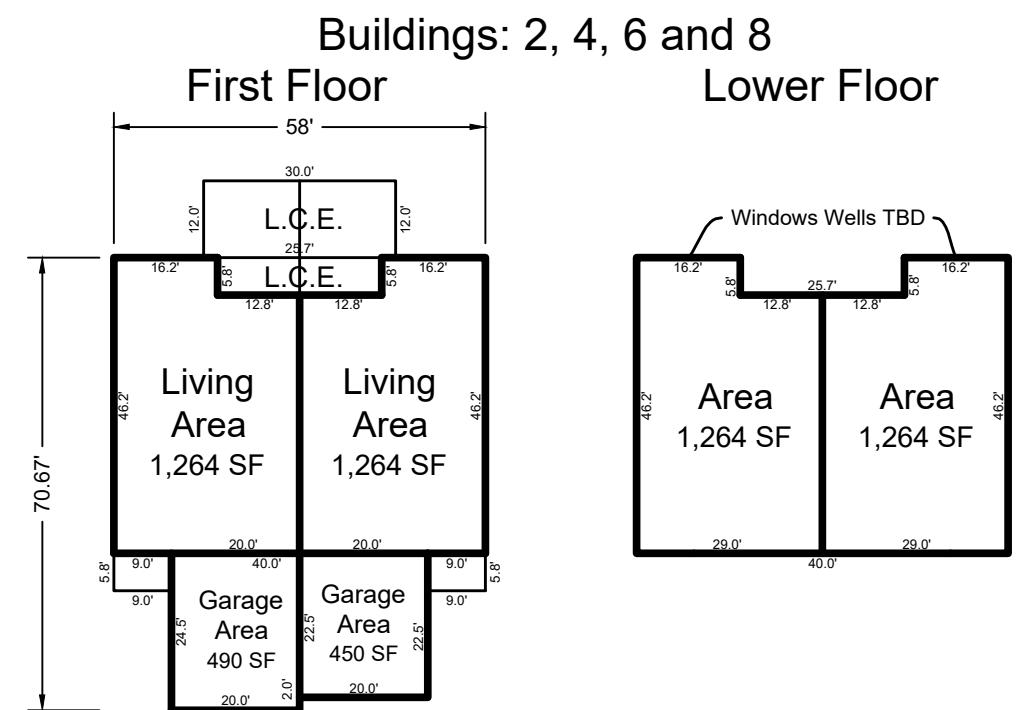 Buildings: 2, 4, 6 and 8
First Floor
Lower Floor
58'
30.0'
12.0'
L.C.E.
12.0'
25.7'
L.C.E.
16.2'
5.8'
5.8'
16.2'
12.8'
12.8'
Living
Area
1,264 SF
Living
Area
1,264 SF
46.2'
46.2'
70.67'
20.0'
20.0'
9.0'
40.0'
9.0'
5.8'
5.8'
9.0'
9.0'
Garage
Area
490 SF
Garage
Area
450 SF
24.5'
22.5'
22.5'
2.0'
20.0'
20.0'
Windows Wells TBD
16.2'
5.8'
25.7'
5.8'
16.2'
12.8'
12.8'
46.2'
46.2'
Area
1,264 SF
Area
1,264 SF
29.0'
29.0'
40.0'